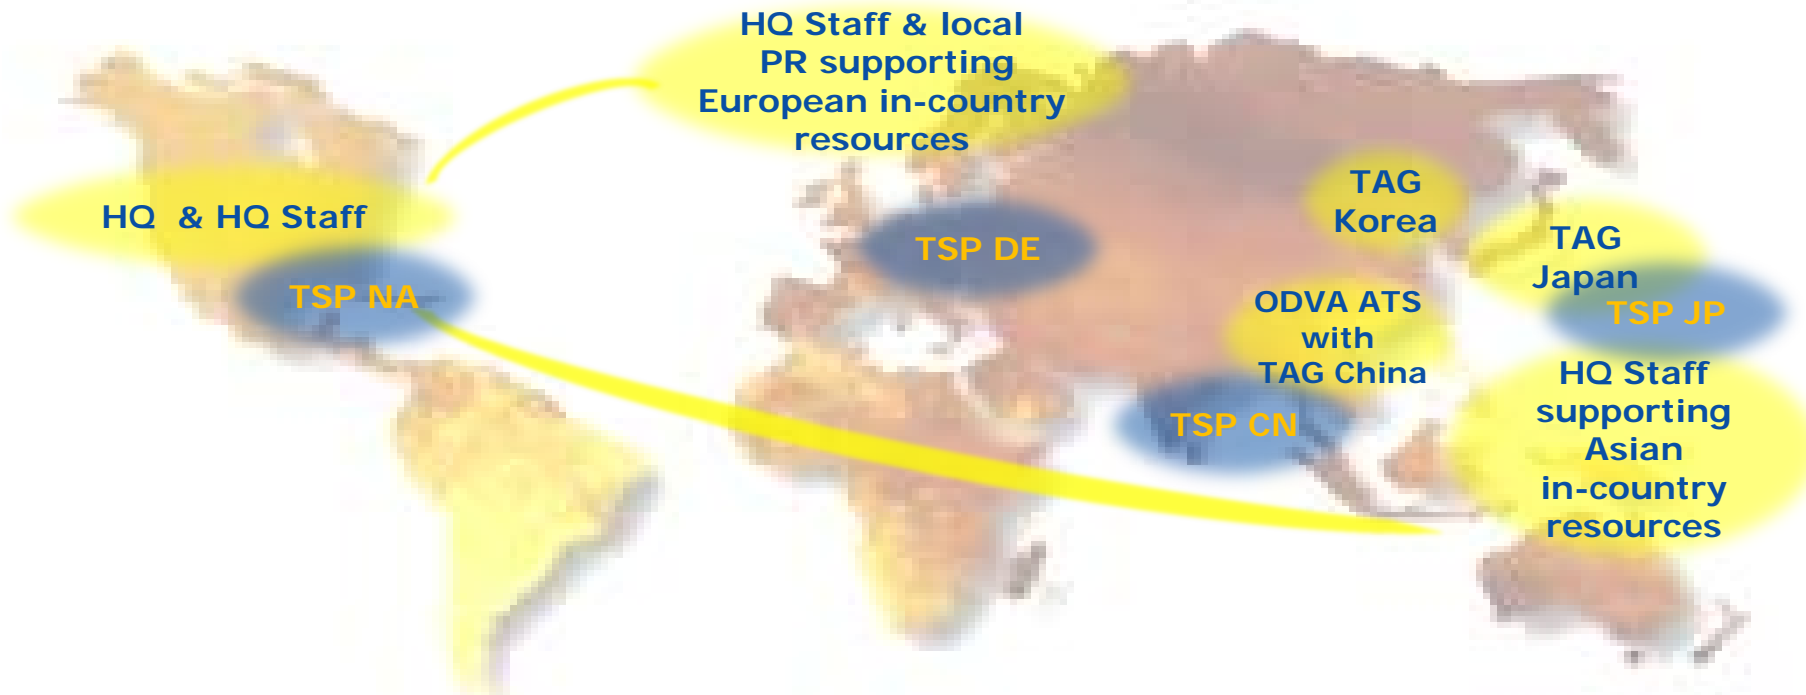 HQ Staff & local
PR supporting
European in-country
resources
HQ & HQ Staff
TSP NA
TSP DE
TAG
Korea
TAG
Japan
TSP JP
ODVA ATS
with
TAG China
TSP CN
HQ Staff
supporting
Asian
in-country
resources